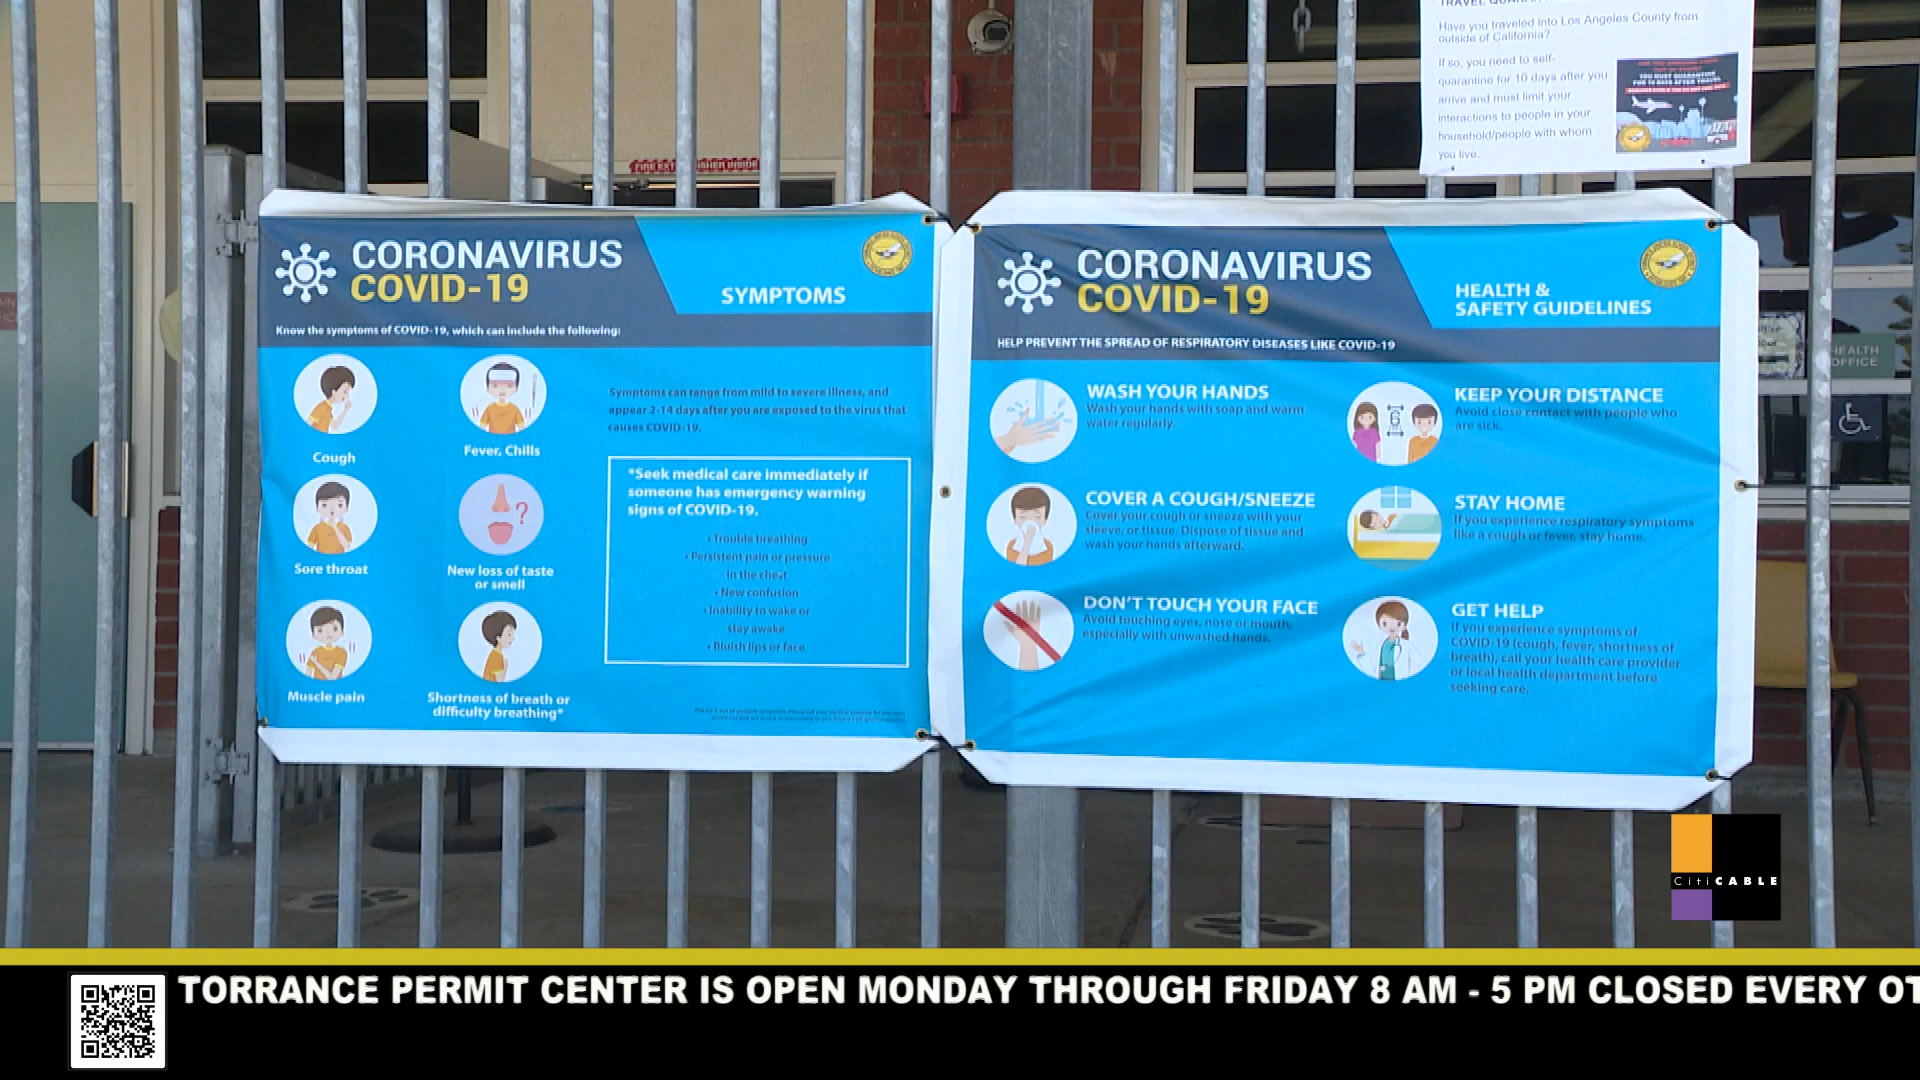 Have you traveled into Los Angeles County from
outside of California?
If so, you need to self-
quarantine for 10 days after you
arrive and must limit your
interactions to people in your
household/people with whom
you live.
YOU MUST QUARANTINE
FOR 10 DAYS AFTER TRAVEL
FIRE EXTINGUISHER INSIDE
CORONAVIRUS
COVID-19
SYMPTOMS
Know the symptoms of COVID-19, which can include the following:
Cough
Fever, Chills
Sore throat
?
New loss of taste
or smell
Muscle pain
Shortness of breath or
difficulty breathing*
Symptoms can range from mild to severe illness, and
appear 2-14 days after you are exposed to the virus that
causes COVID-19.
*Seek medical care immediately if
someone has emergency warning
signs of COVID-19.
• Trouble breathing
• Persistent pain or pressure
in the chest
• New confusion
• Inability to wake or
stay awake
• Bluish lips or face
CORONAVIRUS
COVID-19
HEALTH &
SAFETY GUIDELINES
HELP PREVENT THE SPREAD OF RESPIRATORY DISEASES LIKE COVID-19
WASH YOUR HANDS
Wash your hands with soap and warm
water regularly.
COVER A COUGH/SNEEZE
Cover your cough or sneeze with your
sleeve, or tissue. Dispose of tissue and
wash your hands afterward.
DON'T TOUCH YOUR FACE
Avoid touching eyes, nose or mouth,
especially with unwashed hands.
6
KEEP YOUR DISTANCE
Avoid close contact with people who
are sick.
STAY HOME
If you experience respiratory symptoms
like a cough or fever, stay home.
GET HELP
If you experience symptoms of
COVID-19 (cough, fever, shortness of
breath), call your health care provider
or local health department before
seeking care.
HEALTH
OFFICE
CitiCABLE
TORRANCE PERMIT CENTER IS OPEN MONDAY THROUGH FRIDAY 8 AM - 5 PM CLOSED EVERY OT